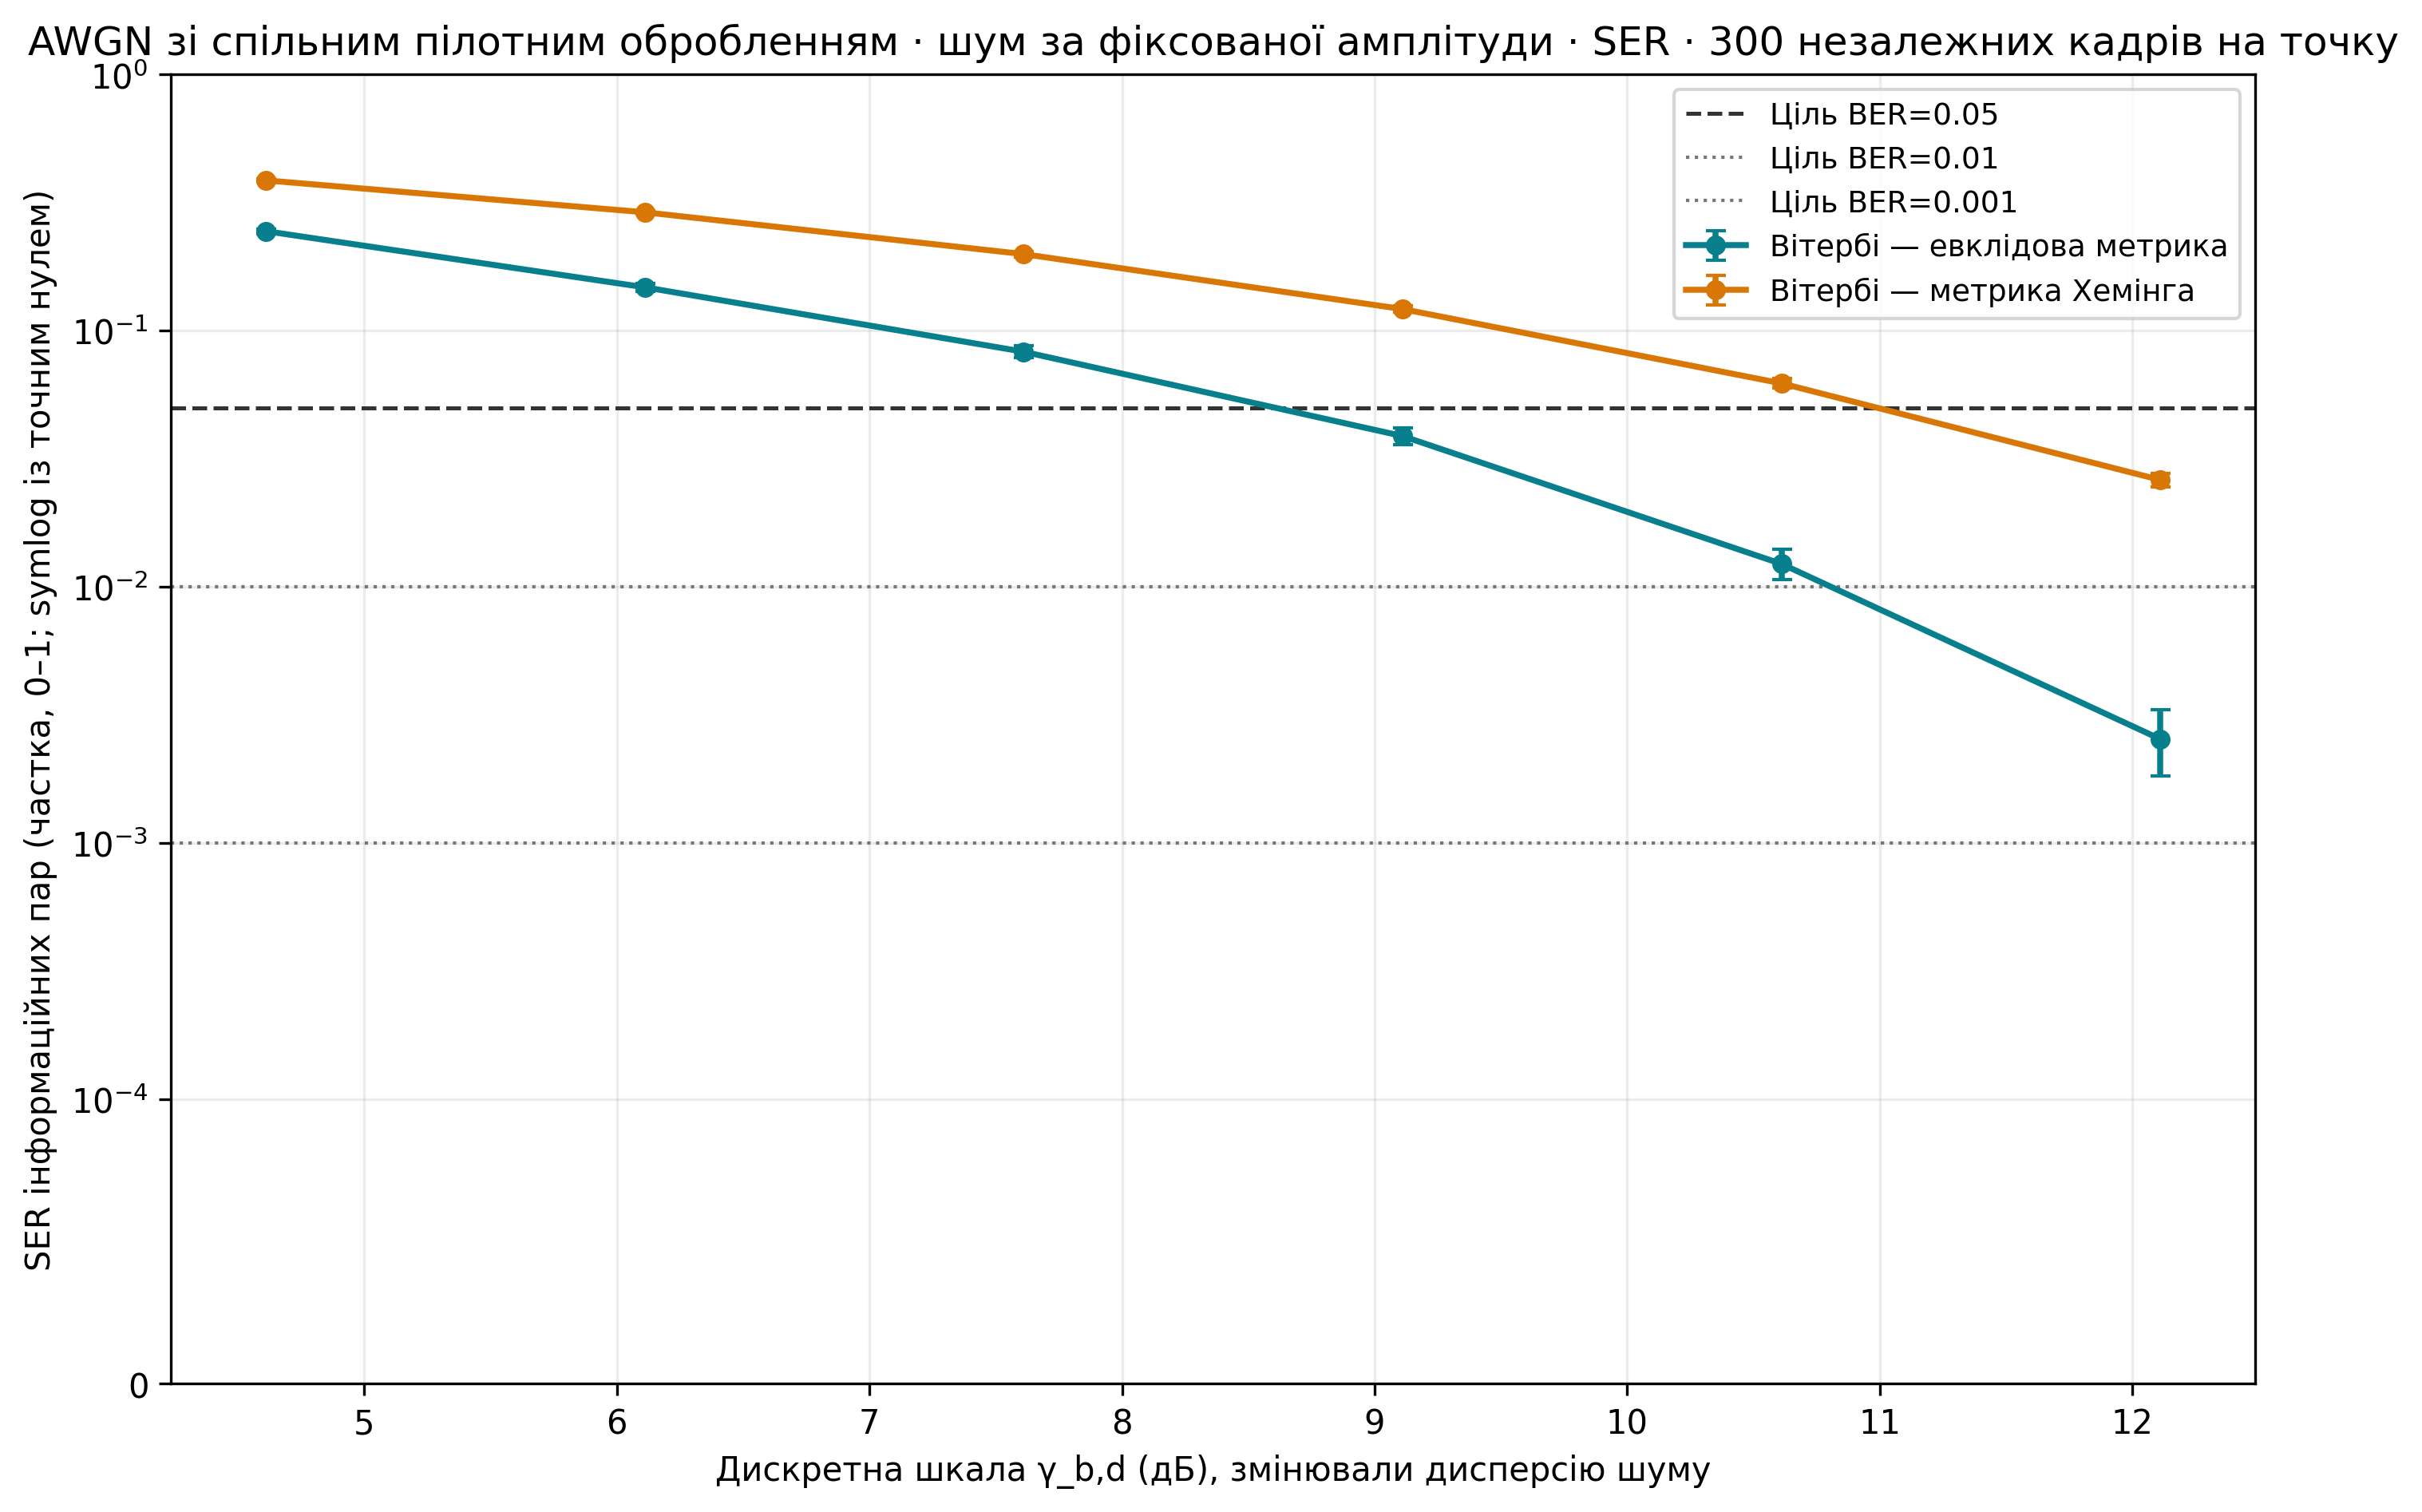 AWGN зі спільним пілотним обробленням · шум за фіксованої амплітуди · SER · 300 незалежних кадрів на точку
SER інформаційних пар (частка, 0–1; symlog із точним нулем)
10⁰
10⁻¹
10⁻²
10⁻³
10⁻⁴
0
Ціль BER=0.05
Ціль BER=0.01
Ціль BER=0.001
Вітербі — евклідова метрика
Вітербі — метрика Хемінга
5 6 7 8 9 10 11 12
Дискретна шкала γ_b,d (дБ), змінювали дисперсію шуму